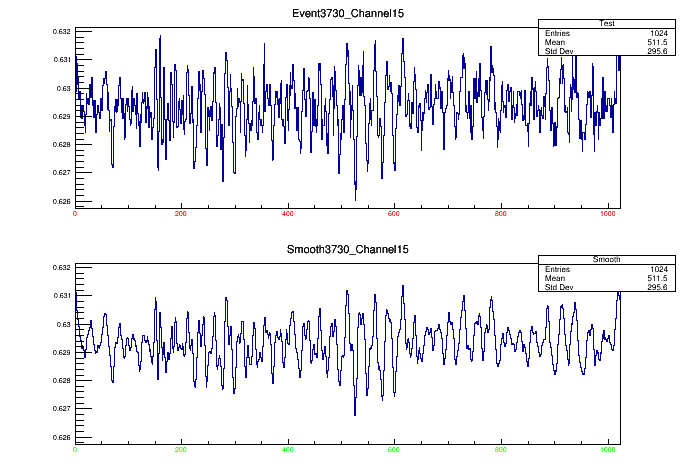 Event3730_Channel15
Test
Entries 1024
Mean 511.5
Std Dev 295.6
0.632
0.631
0.63
0.629
0.628
0.627
0.626
0 200 400 600 800 1000
Smooth3730_Channel15
Smooth
Entries 1024
Mean 511.5
Std Dev 295.6
0.632
0.631
0.63
0.629
0.628
0.627
0.626
0 200 400 600 800 1000